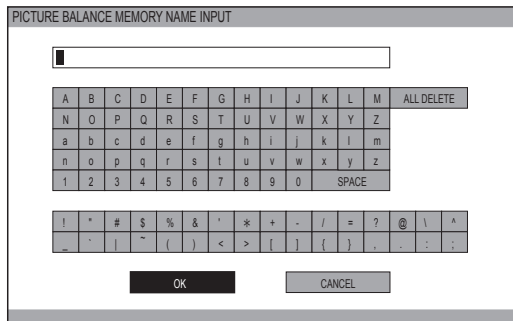 PICTURE BALANCE MEMORY NAME INPUT
A B C D E F G H I J K L M ALL DELETE
N O P Q R S T U V W X Y Z
a b c d e f g h i j k l m
n o p q r s t u v w x y z
1 2 3 4 5 6 7 8 9 0 SPACE
! " # $ % & ' * + - / = ? @ \ ^
_ ` | ~ ( ) < > [ ] { } , . : ;
OK CANCEL